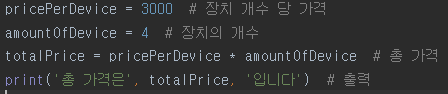 pricePerDevice = 3000  # 장치 개수 당 가격
amountOfDevice = 4  # 장치의 개수
totalPrice = pricePerDevice * amountOfDevice  # 총 가격
print('총 가격은', totalPrice, '입니다')  # 출력